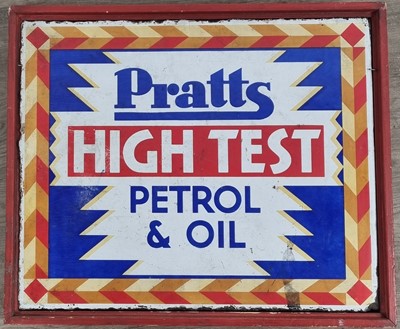 Pratts
HIGH TEST
PETROL
& OIL